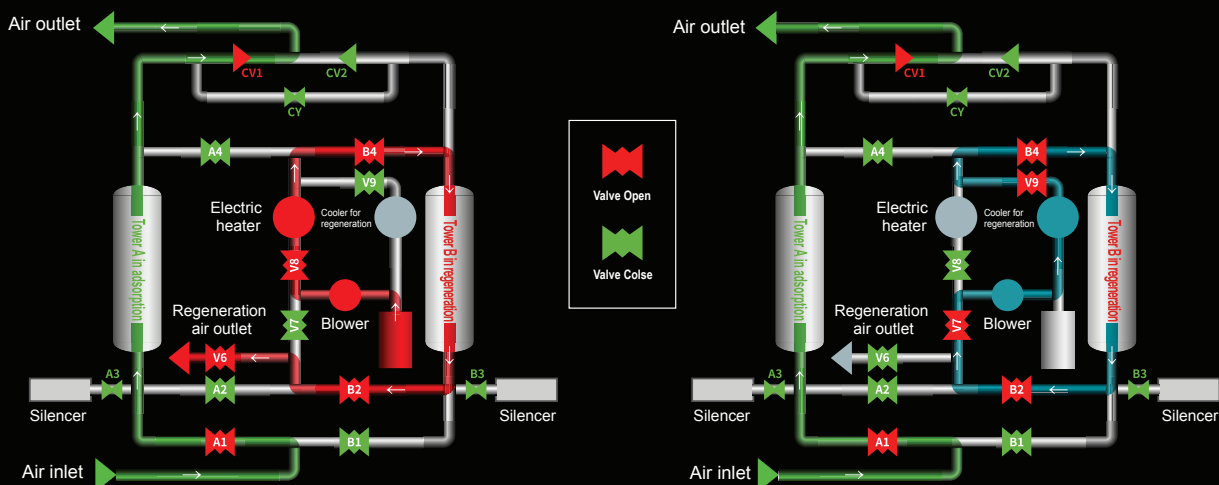 Air outlet
CV1
CV2
CY
A4
B4
V9
Electric
heater
Cooler for
regeneration
Tower A in adsorption
Tower B in regeneration
V8
Regeneration
air outlet
V7
Blower
V6
A3
A2
B2
B3
Silencer
Silencer
A1
B1
Air inlet
Valve Open
Valve Colse
Air outlet
CV1
CV2
CY
A4
B4
V9
Electric
heater
Cooler for
regeneration
Tower A in adsorption
Tower B in regeneration
V8
Regeneration
air outlet
V7
Blower
V6
A3
A2
B2
B3
Silencer
Silencer
A1
B1
Air inlet